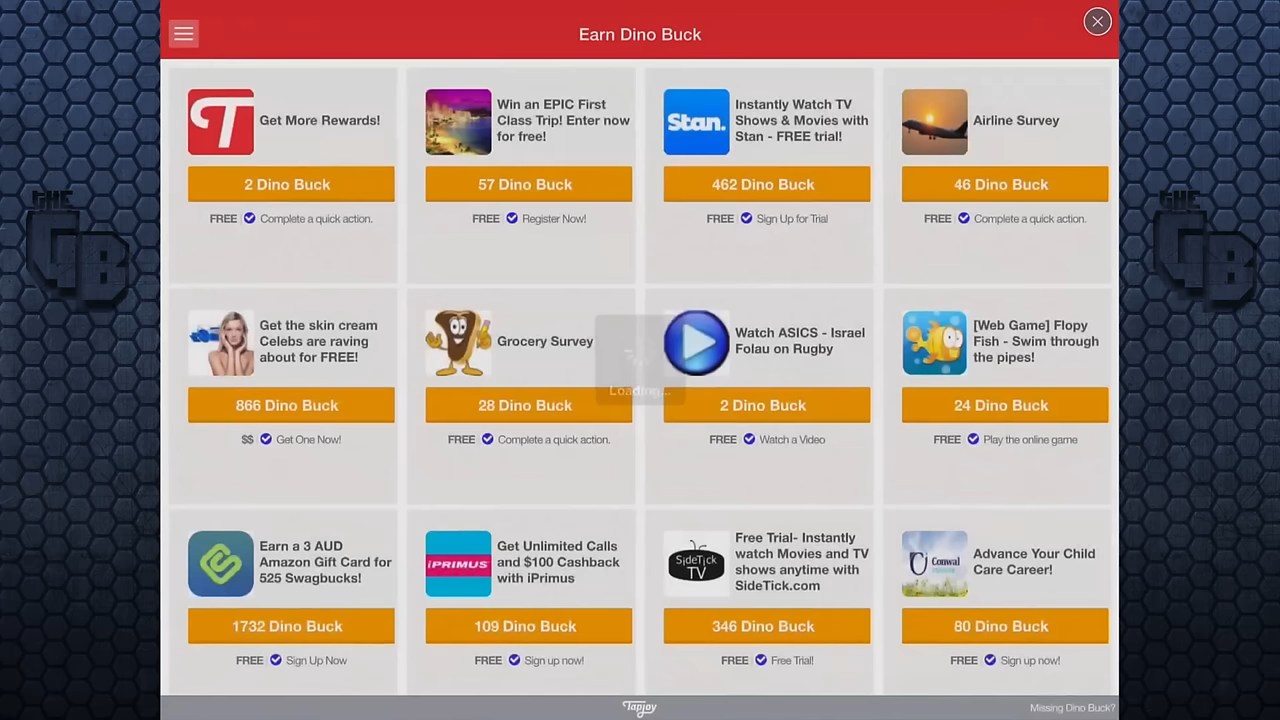 Earn Dino Buck
THE
GB
THE
GB
T
Get More Rewards!
2 Dino Buck
FREE Complete a quick action.
Win an EPIC First
Class Trip! Enter now
for free!
57 Dino Buck
FREE Register Now!
Stan.
Instantly Watch TV
Shows & Movies with
Stan - FREE trial!
462 Dino Buck
FREE Sign Up for Trial
Airline Survey
46 Dino Buck
FREE Complete a quick action.
Get the skin cream
Celebs are raving
about for FREE!
866 Dino Buck
$$ Get One Now!
Grocery Survey
28 Dino Buck
FREE Complete a quick action.
Loading...
Watch ASICS - Israel
Folau on Rugby
2 Dino Buck
FREE Watch a Video
[Web Game] Flopy
Fish - Swim through
the pipes!
24 Dino Buck
FREE Play the online game
Earn a 3 AUD
Amazon Gift Card for
525 Swagbucks!
1732 Dino Buck
FREE Sign Up Now
iPRIMUS
Get Unlimited Calls
and $100 Cashback
with iPrimus
109 Dino Buck
FREE Sign up now!
SiDeTicK
TV
Free Trial- Instantly
watch Movies and TV
shows anytime with
SideTick.com
346 Dino Buck
FREE Free Trial!
Conwal
Advance Your Child
Care Career!
80 Dino Buck
FREE Sign up now!
Tapjoy
Missing Dino Buck?